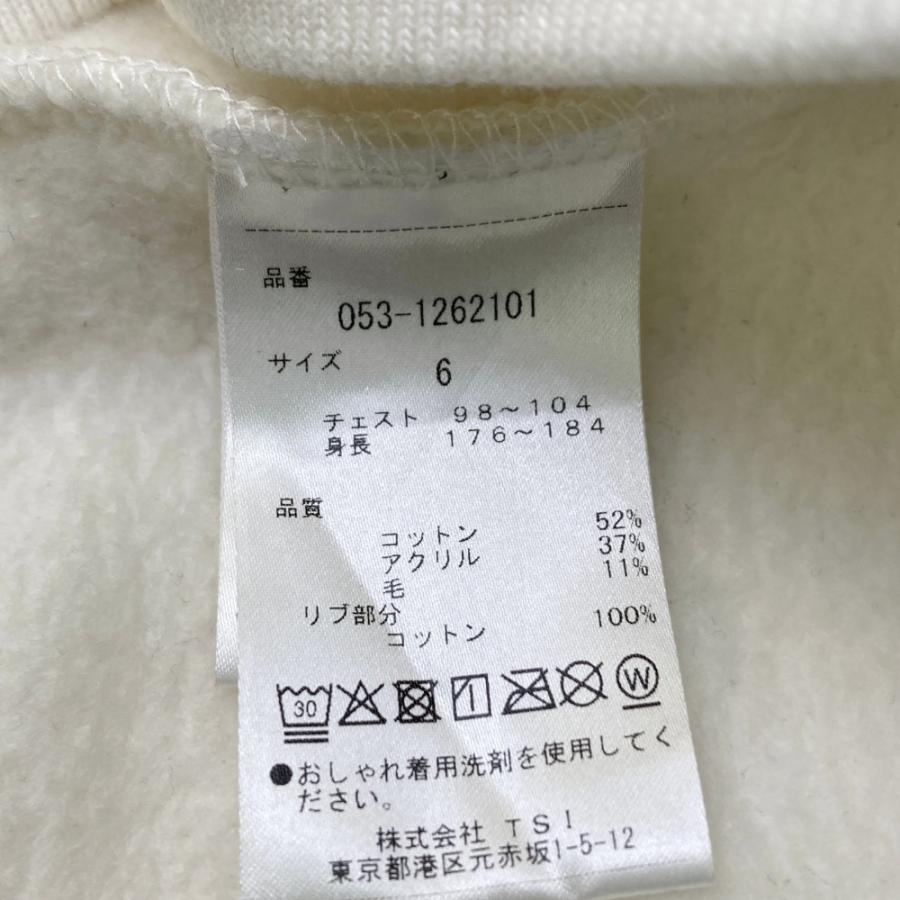 品番
053-1262101
サイズ 6
チェスト 98～104
身長 176～184
品質
コットン 52%
アクリル 37%
毛 11%
リブ部分
コットン 100%
30 W
●おしゃれ着用洗剤を使用してく
ださい。
株式会社 TSI
東京都港区元赤坂1-5-12